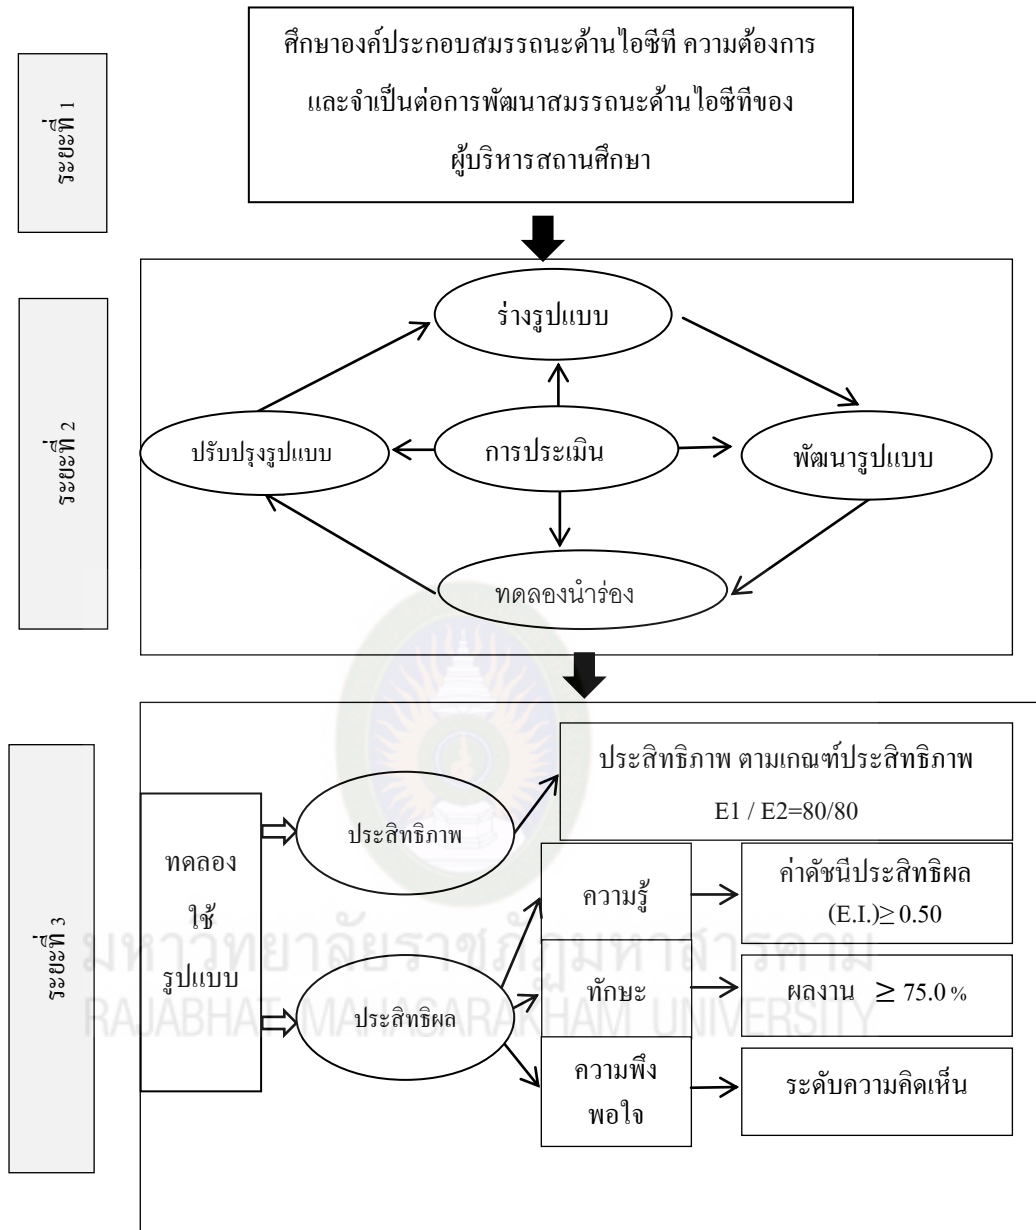 ระยะที่ 1
ศึกษาองค์ประกอบสมรรถนะด้านไอซีที ความต้องการ
และจำเป็นต่อการพัฒนาสมรรถนะด้านไอซีทีของ
ผู้บริหารสถานศึกษา
ระยะที่ 2
ร่างรูปแบบ
ปรับปรุงรูปแบบ
การประเมิน
พัฒนารูปแบบ
ทดลองนำร่อง
ระยะที่ 3
ทดลอง
ใช้
รูปแบบ
ประสิทธิภาพ
ประสิทธิภาพ ตามเกณฑ์ประสิทธิภาพ
E1 / E2=80/80
ประสิทธิผล
ความรู้
ค่าดัชนีประสิทธิผล
(E.I.)≥ 0.50
ทักษะ
ผลงาน ≥ 75.0 %
ความพึง
พอใจ
ระดับความคิดเห็น
มหาวิทยาลัยราชภัฏมหาสารคาม
RAJABHAT MAHASARAKHAM UNIVERSITY